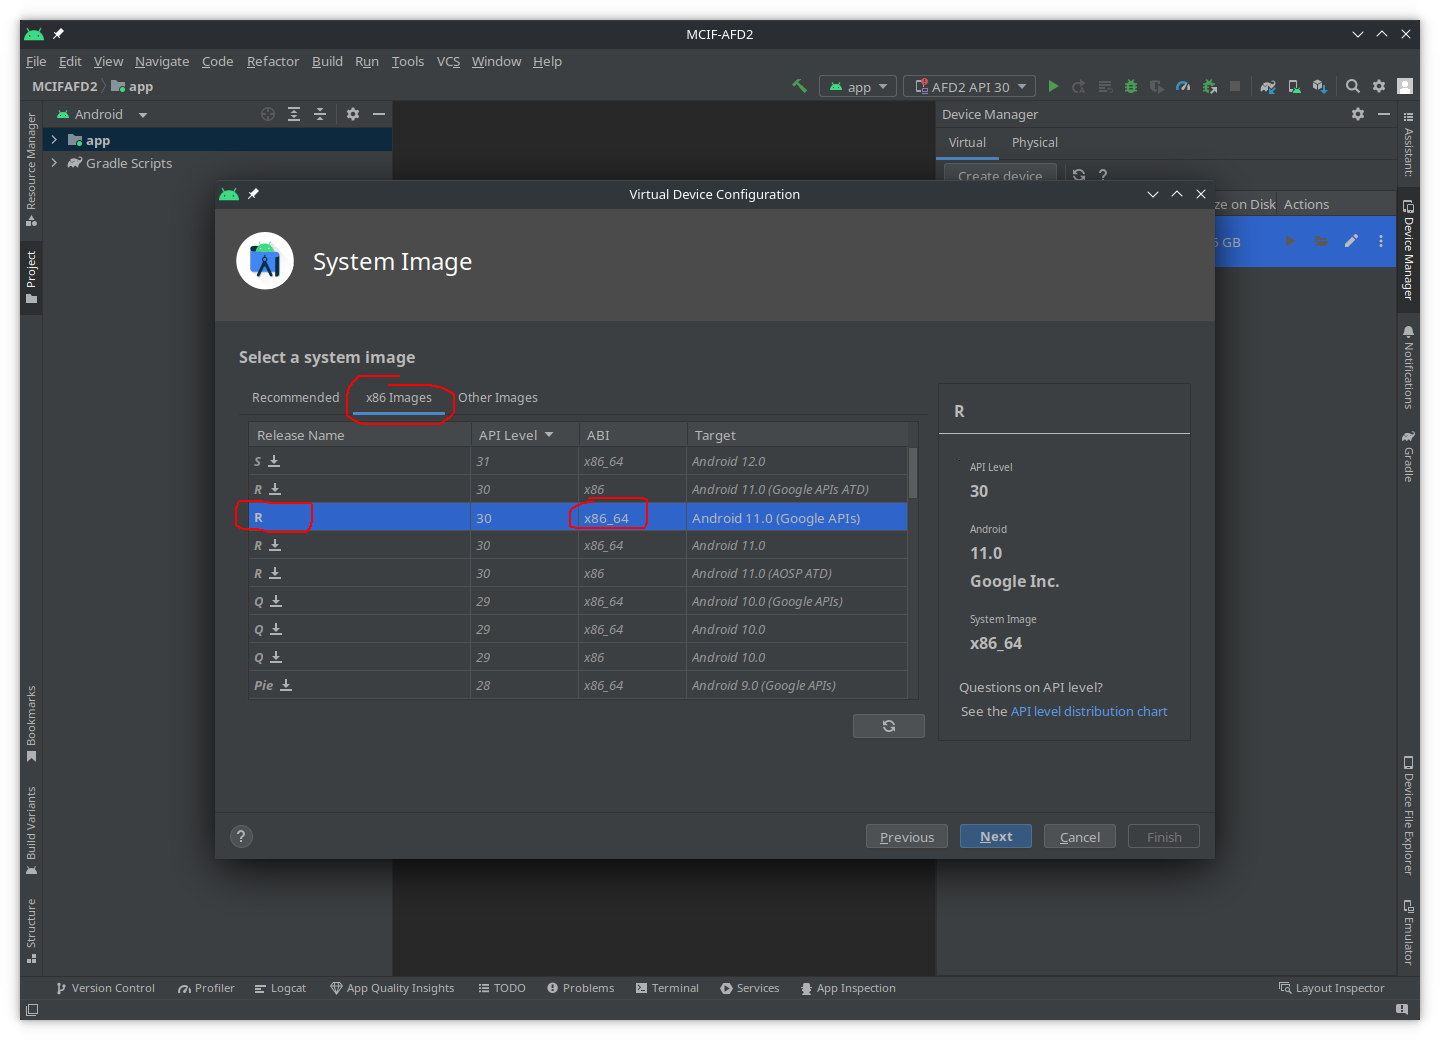 MCIF-AFD2
File Edit View Navigate Code Refactor Build Run Tools VCS Window Help
MCIFAFD2 app
app
AFD2 API 30
Android
Device Manager
app
Virtual Physical
Gradle Scripts
Create device
Virtual Device Configuration
ze on Disk Actions
GB
System Image
Select a system image
Recommended x86 Images Other Images
Release Name API Level ABI Target
S 31 x86_64 Android 12.0
R 30 x86 Android 11.0 (Google APIs ATD)
R 30 x86_64 Android 11.0 (Google APIs)
R 30 x86_64 Android 11.0
R 30 x86 Android 11.0 (AOSP ATD)
Q 29 x86_64 Android 10.0 (Google APIs)
Q 29 x86_64 Android 10.0
Q 29 x86 Android 10.0
Pie 28 x86_64 Android 9.0 (Google APIs)
R
API Level
30
Android
11.0
Google Inc.
System Image
x86_64
Questions on API level?
See the API level distribution chart
? Previous Next Cancel Finish
Resource Manager
Project
Bookmarks
Build Variants
Structure
Assistant:
Device Manager
Notifications
Gradle
Device File Explorer
Emulator
Version Control Profiler Logcat App Quality Insights TODO Problems Terminal Services App Inspection Layout Inspector